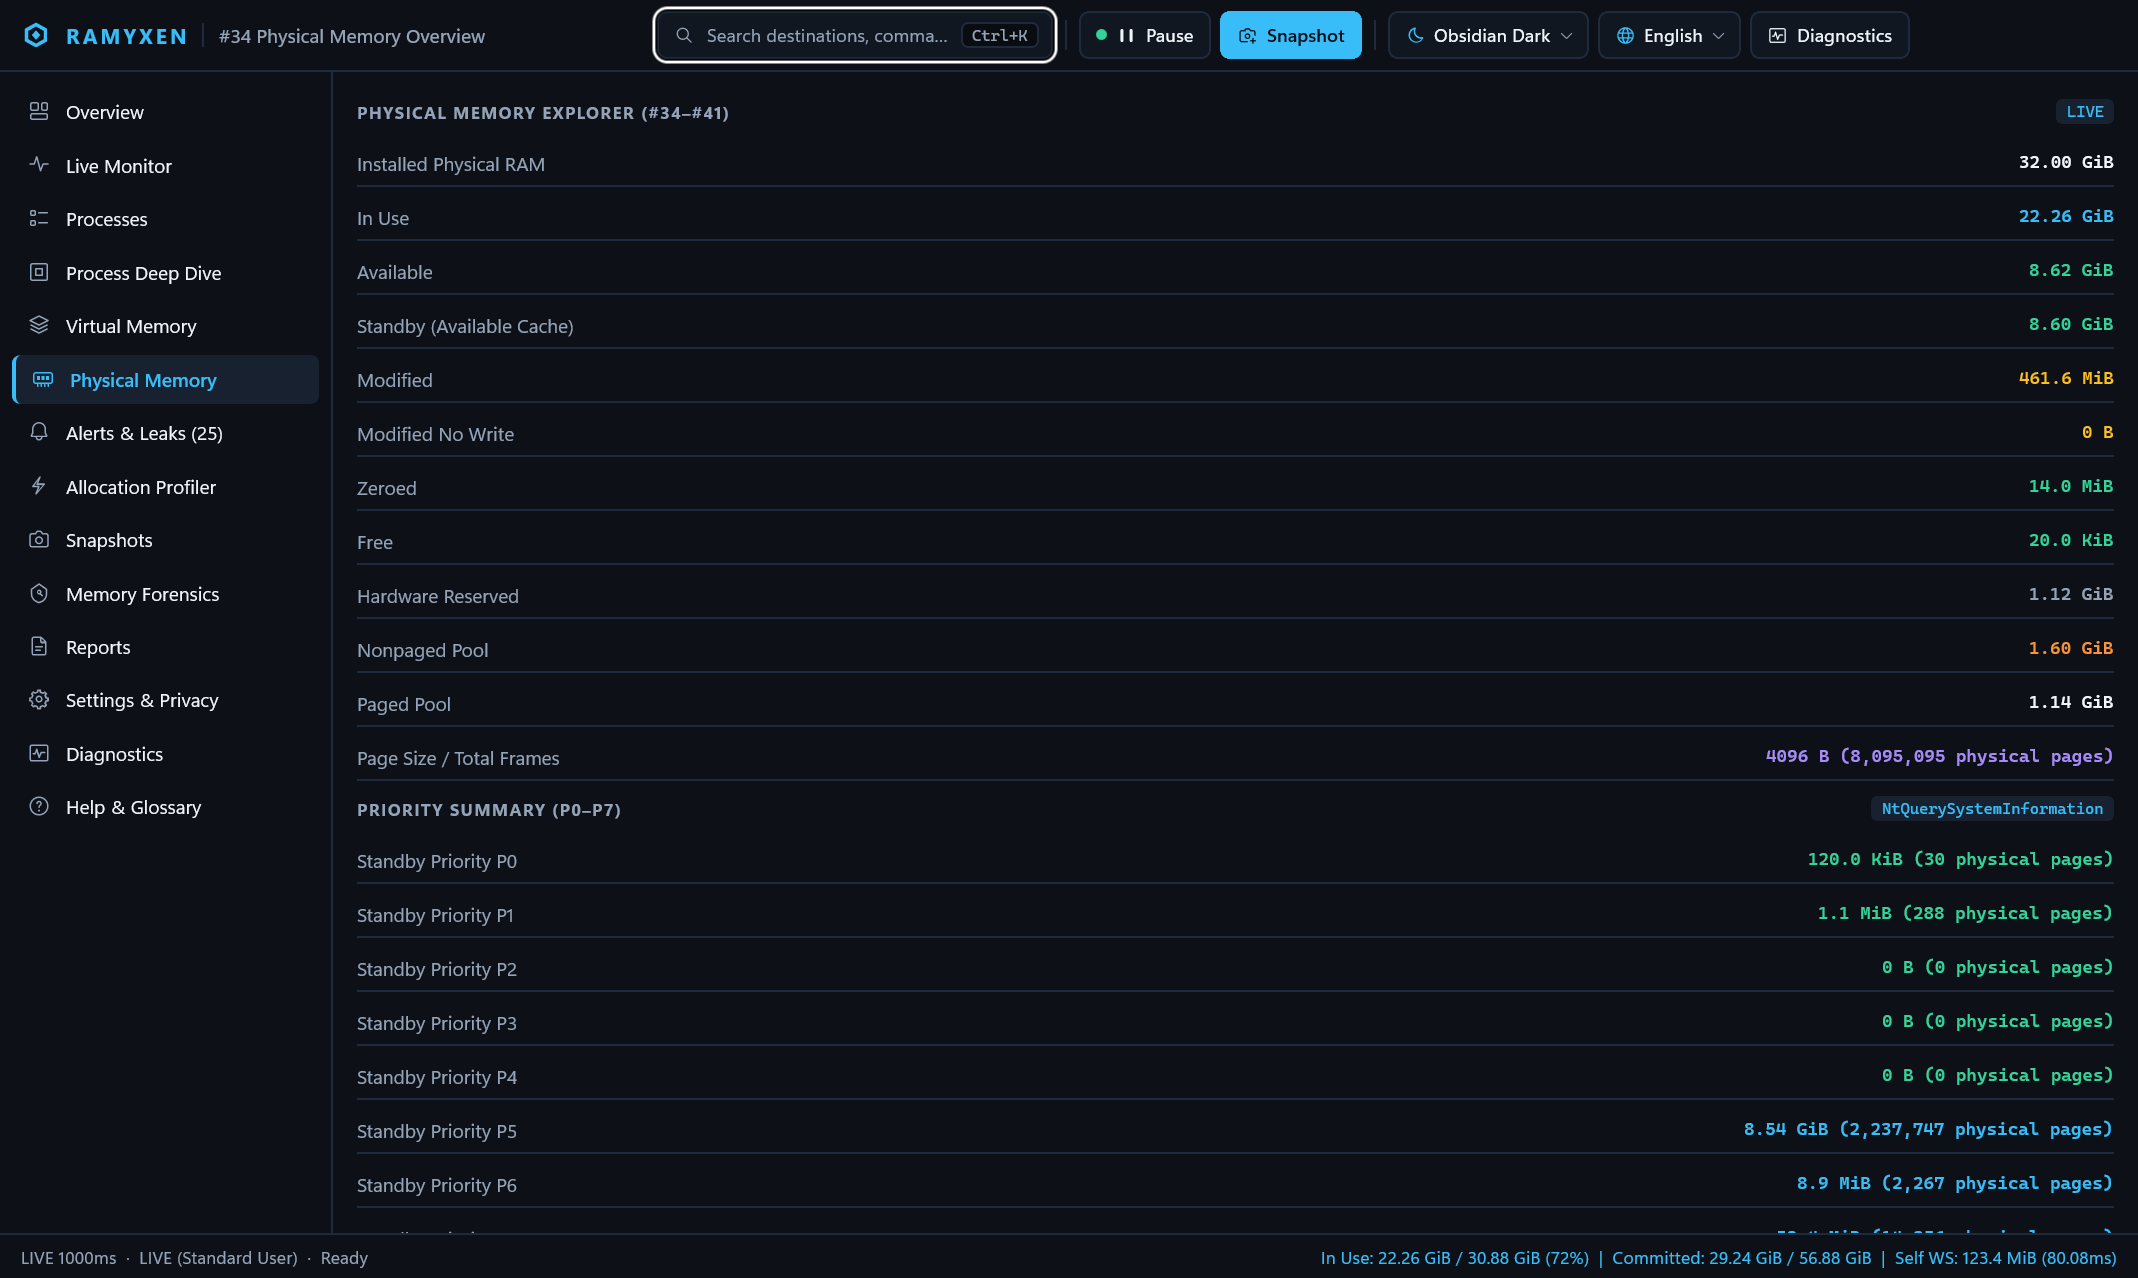 RAMYXEN
#34 Physical Memory Overview
Search destinations, comma...
Ctrl+K
Pause
Snapshot
Obsidian Dark
English
Diagnostics
Overview
Live Monitor
Processes
Process Deep Dive
Virtual Memory
Physical Memory
Alerts & Leaks (25)
Allocation Profiler
Snapshots
Memory Forensics
Reports
Settings & Privacy
Diagnostics
Help & Glossary
PHYSICAL MEMORY EXPLORER (#34–#41) LIVE
Installed Physical RAM 32.00 GiB
In Use 22.26 GiB
Available 8.62 GiB
Standby (Available Cache) 8.60 GiB
Modified 461.6 MiB
Modified No Write 0 B
Zeroed 14.0 MiB
Free 20.0 KiB
Hardware Reserved 1.12 GiB
Nonpaged Pool 1.60 GiB
Paged Pool 1.14 GiB
Page Size / Total Frames 4096 B (8,095,095 physical pages)
PRIORITY SUMMARY (P0–P7) NtQuerySystemInformation
Standby Priority P0 120.0 KiB (30 physical pages)
Standby Priority P1 1.1 MiB (288 physical pages)
Standby Priority P2 0 B (0 physical pages)
Standby Priority P3 0 B (0 physical pages)
Standby Priority P4 0 B (0 physical pages)
Standby Priority P5 8.54 GiB (2,237,747 physical pages)
Standby Priority P6 8.9 MiB (2,267 physical pages)
LIVE 1000ms · LIVE (Standard User) · Ready
In Use: 22.26 GiB / 30.88 GiB (72%) | Committed: 29.24 GiB / 56.88 GiB | Self WS: 123.4 MiB (80.08ms)